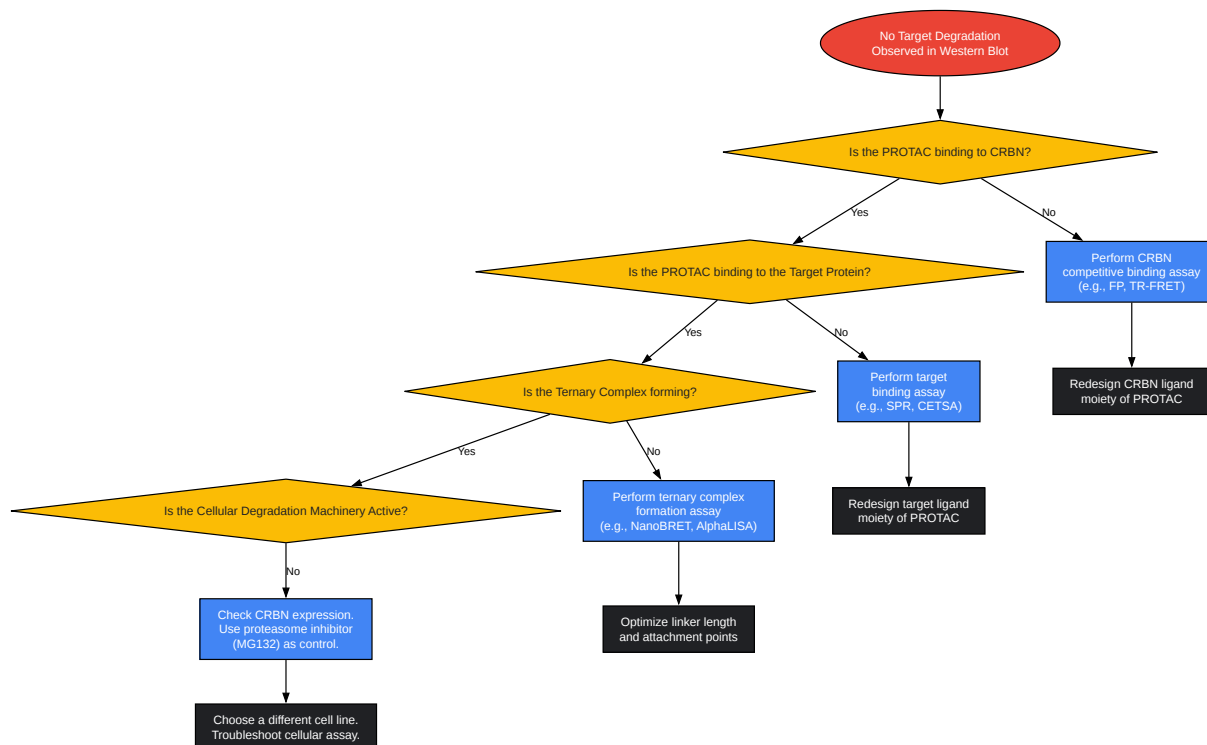 No Target Degradation
Observed in Western Blot
Is the PROTAC binding to CRBN?
Yes
No
Is the PROTAC binding to the Target Protein?
Perform CRBN
competitive binding assay
(e.g., FP, TR-FRET)
Yes
No
Is the Ternary Complex forming?
Perform target
binding assay
(e.g., SPR, CETSA)
Redesign CRBN ligand
moiety of PROTAC
Yes
No
Is the Cellular Degradation Machinery Active?
Perform ternary complex
formation assay
(e.g., NanoBRET, AlphaLISA)
Redesign target ligand
moiety of PROTAC
No
Check CRBN expression.
Use proteasome inhibitor
(MG132) as control.
Optimize linker length
and attachment points
Choose a different cell line.
Troubleshoot cellular assay.